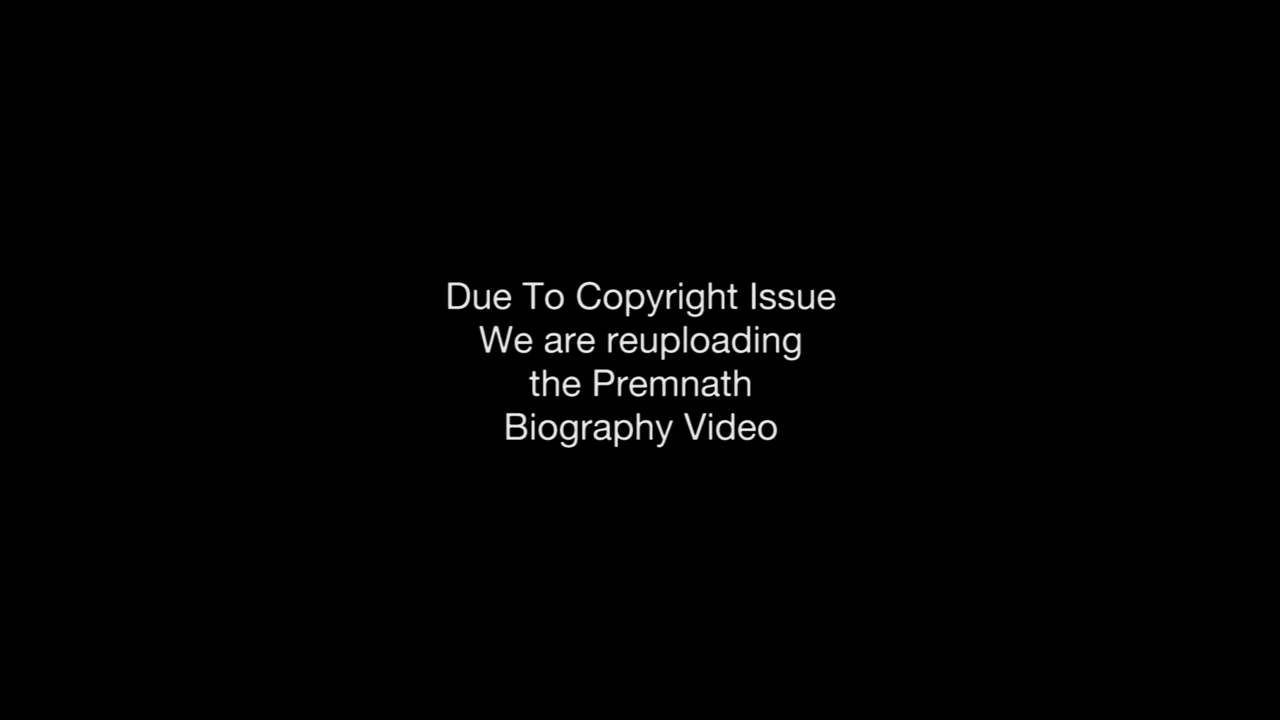 Due To Copyright Issue
We are reuploading
the Premnath
Biography Video